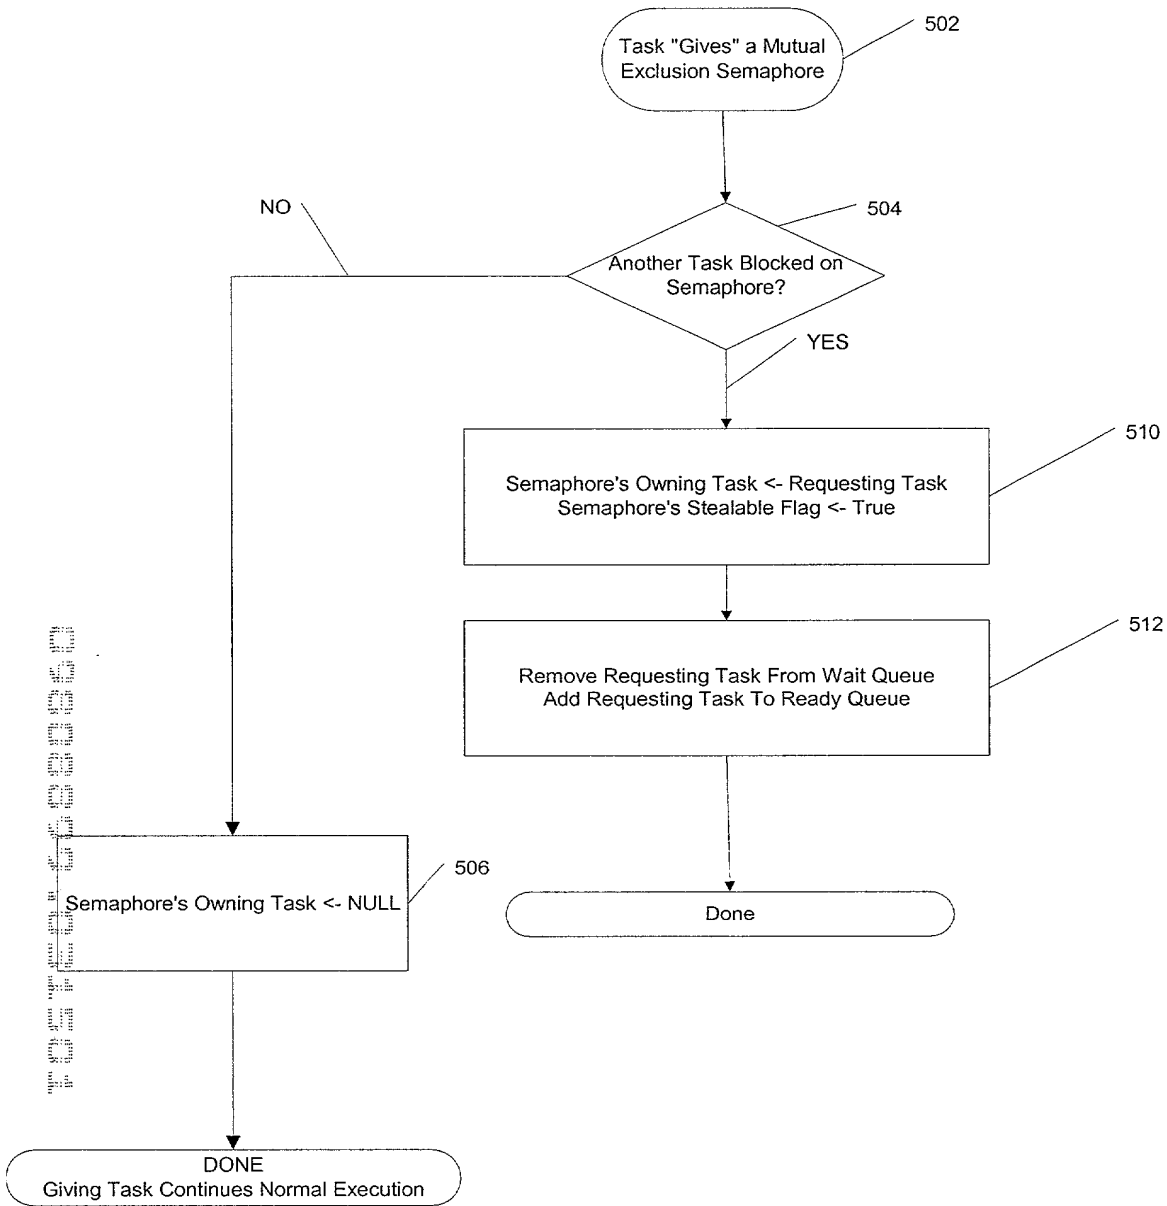 Task "Gives" a Mutual
Exclusion Semaphore
502
NO
504
Another Task Blocked on
Semaphore?
YES
510
Semaphore's Owning Task <- Requesting Task
Semaphore's Stealable Flag <- True
512
Remove Requesting Task From Wait Queue
Add Requesting Task To Ready Queue
506
Semaphore's Owning Task <- NULL
Done
DONE
Giving Task Continues Normal Execution